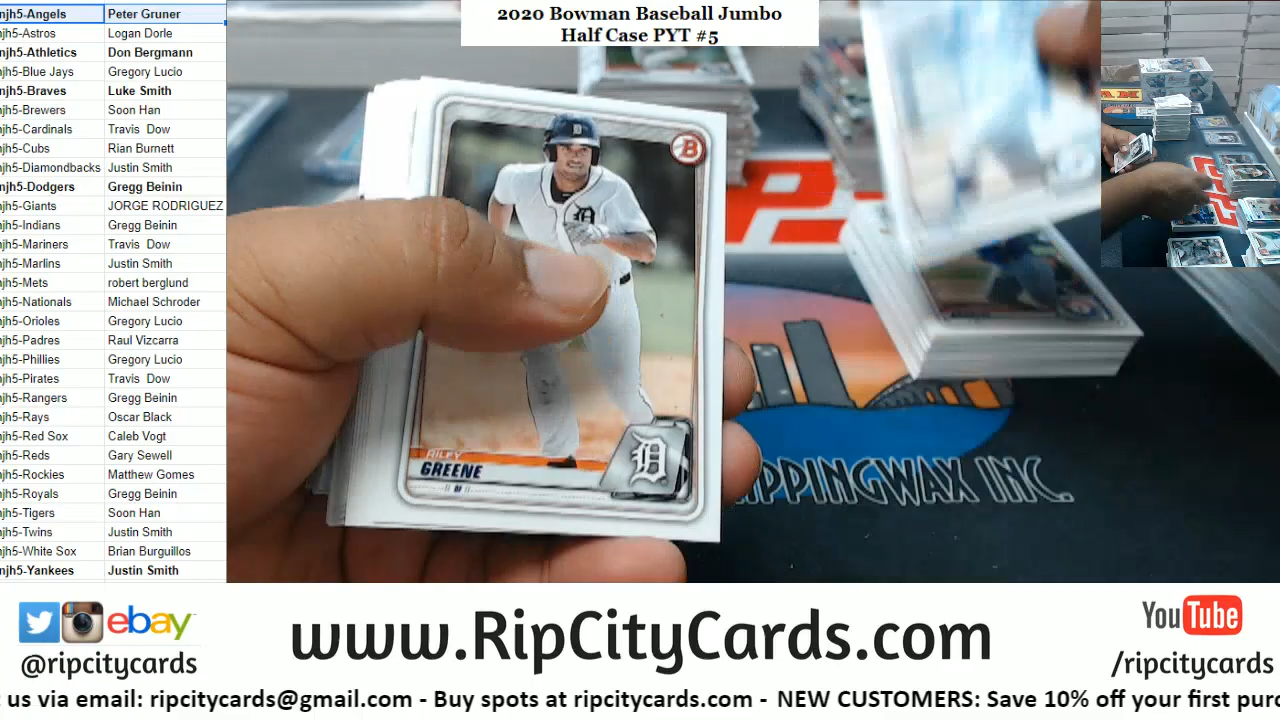 njh5-Angels Peter Gruner
njh5-Astros Logan Dorle
njh5-Athletics Don Bergmann
njh5-Blue Jays Gregory Lucio
njh5-Braves Luke Smith
njh5-Brewers Soon Han
njh5-Cardinals Travis Dow
njh5-Cubs Rian Burnett
njh5-Diamondbacks Justin Smith
njh5-Dodgers Gregg Beinin
njh5-Giants JORGE RODRIGUEZ
njh5-Indians Gregg Beinin
njh5-Mariners Travis Dow
njh5-Marlins Justin Smith
njh5-Mets robert berglund
njh5-Nationals Michael Schroder
njh5-Orioles Gregory Lucio
njh5-Padres Raul Vizcarra
njh5-Phillies Gregory Lucio
njh5-Pirates Travis Dow
njh5-Rangers Gregg Beinin
njh5-Rays Oscar Black
njh5-Red Sox Caleb Vogt
njh5-Reds Gary Sewell
njh5-Rockies Matthew Gomes
njh5-Royals Gregg Beinin
njh5-Tigers Soon Han
njh5-Twins Justin Smith
njh5-White Sox Brian Burguillos
njh5-Yankees Justin Smith
2020 Bowman Baseball Jumbo
Half Case PYT #5
B
D
RILEY
GREENE
D
IPPINGWAX INC.
ebay
@ripcitycards
www.RipCityCards.com
YouTube
/ripcitycards
t us via email: ripcitycards@gmail.com - Buy spots at ripcitycards.com - NEW CUSTOMERS: Save 10% off your first purc